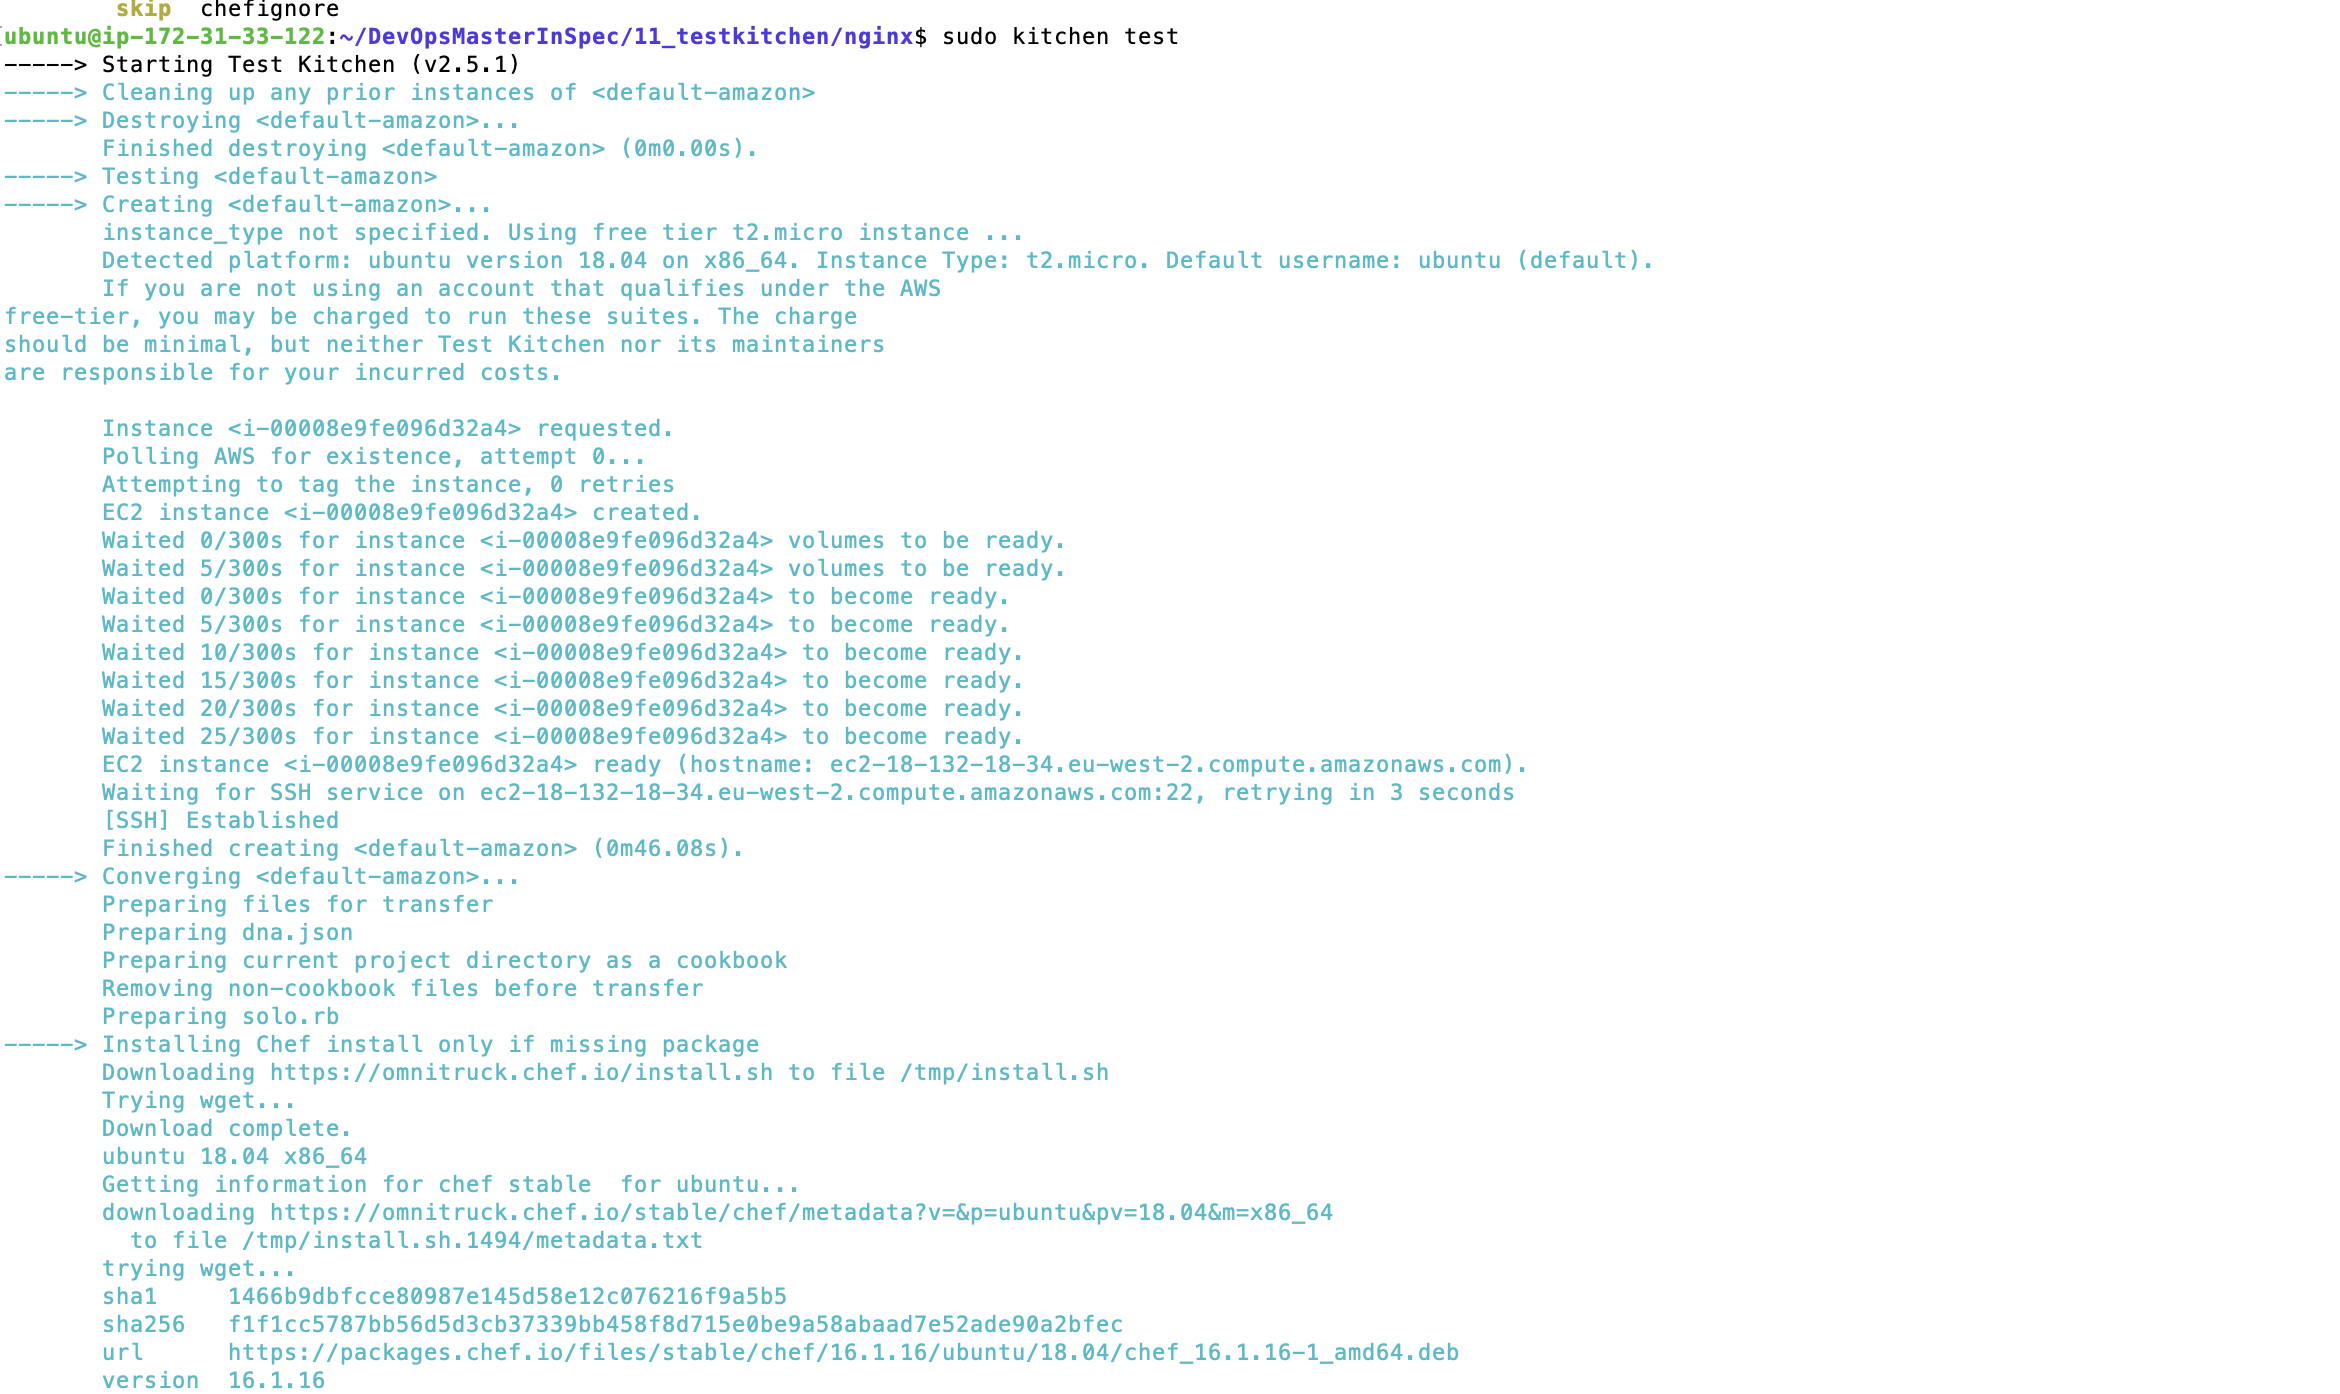 skip  chefignore
ubuntu@ip-172-31-33-122:~/DevOpsMasterInSpec/11_testkitchen/nginx$ sudo kitchen test
-----> Starting Test Kitchen (v2.5.1)
-----> Cleaning up any prior instances of <default-amazon>
-----> Destroying <default-amazon>...
       Finished destroying <default-amazon> (0m0.00s).
-----> Testing <default-amazon>
-----> Creating <default-amazon>...
       instance_type not specified. Using free tier t2.micro instance ...
       Detected platform: ubuntu version 18.04 on x86_64. Instance Type: t2.micro. Default username: ubuntu (default).
       If you are not using an account that qualifies under the AWS
free-tier, you may be charged to run these suites. The charge
should be minimal, but neither Test Kitchen nor its maintainers
are responsible for your incurred costs.

       Instance <i-00008e9fe096d32a4> requested.
       Polling AWS for existence, attempt 0...
       Attempting to tag the instance, 0 retries
       EC2 instance <i-00008e9fe096d32a4> created.
       Waited 0/300s for instance <i-00008e9fe096d32a4> volumes to be ready.
       Waited 5/300s for instance <i-00008e9fe096d32a4> volumes to be ready.
       Waited 0/300s for instance <i-00008e9fe096d32a4> to become ready.
       Waited 5/300s for instance <i-00008e9fe096d32a4> to become ready.
       Waited 10/300s for instance <i-00008e9fe096d32a4> to become ready.
       Waited 15/300s for instance <i-00008e9fe096d32a4> to become ready.
       Waited 20/300s for instance <i-00008e9fe096d32a4> to become ready.
       Waited 25/300s for instance <i-00008e9fe096d32a4> to become ready.
       EC2 instance <i-00008e9fe096d32a4> ready (hostname: ec2-18-132-18-34.eu-west-2.compute.amazonaws.com).
       Waiting for SSH service on ec2-18-132-18-34.eu-west-2.compute.amazonaws.com:22, retrying in 3 seconds
       [SSH] Established
       Finished creating <default-amazon> (0m46.08s).
-----> Converging <default-amazon>...
       Preparing files for transfer
       Preparing dna.json
       Preparing current project directory as a cookbook
       Removing non-cookbook files before transfer
       Preparing solo.rb
-----> Installing Chef install only if missing package
       Downloading https://omnitruck.chef.io/install.sh to file /tmp/install.sh
       Trying wget...
       Download complete.
       ubuntu 18.04 x86_64
       Getting information for chef stable  for ubuntu...
       downloading https://omnitruck.chef.io/stable/chef/metadata?v=&p=ubuntu&pv=18.04&m=x86_64
         to file /tmp/install.sh.1494/metadata.txt
       trying wget...
       sha1     1466b9dbfcce80987e145d58e12c076216f9a5b5
       sha256   f1f1cc5787bb56d5d3cb37339bb458f8d715e0be9a58abaad7e52ade90a2bfec
       url      https://packages.chef.io/files/stable/chef/16.1.16/ubuntu/18.04/chef_16.1.16-1_amd64.deb
       version  16.1.16